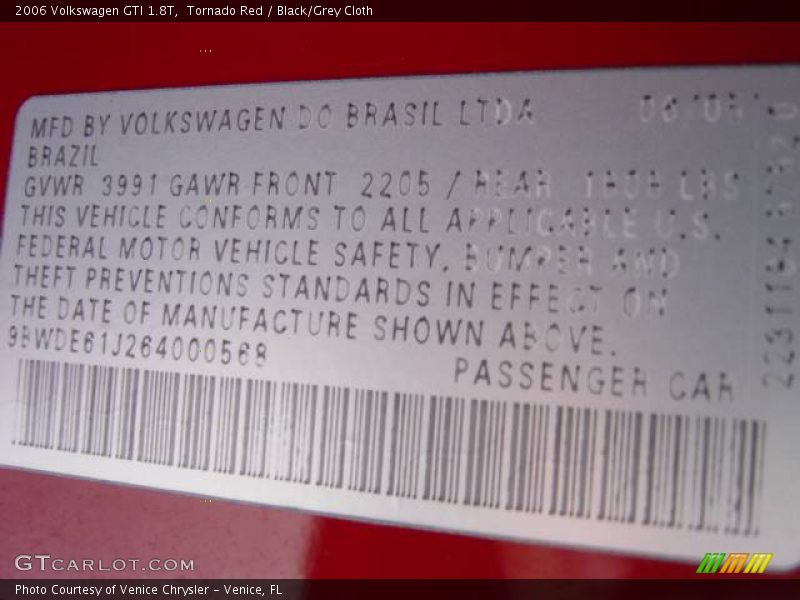 2006 Volkswagen GTI 1.8T, Tornado Red / Black/Grey Cloth
MFD BY VOLKSWAGEN DO BRASIL LTDA
BRAZIL
GVWR 3991 GAWR FRONT 2205 / REAR LBS
THIS VEHICLE CONFORMS TO ALL APPLICABLE U.S.
FEDERAL MOTOR VEHICLE SAFETY, BUMPER AND
THEFT PREVENTIONS STANDARDS IN EFFECT ON
THE DATE OF MANUFACTURE SHOWN ABOVE.
9BWDE61J264000568
PASSENGER CAR
GTCARLOT.COM
Photo Courtesy of Venice Chrysler - Venice, FL